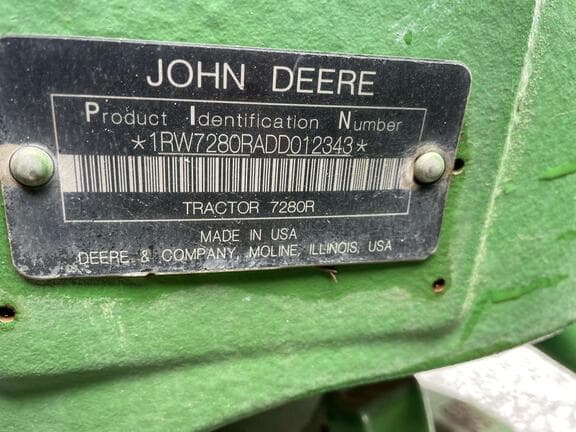 JOHN DEERE
Product Identification Number
*1RW7280RADD012343*
TRACTOR 7280R
MADE IN USA
DEERE & COMPANY, MOLINE, ILLINOIS, USA